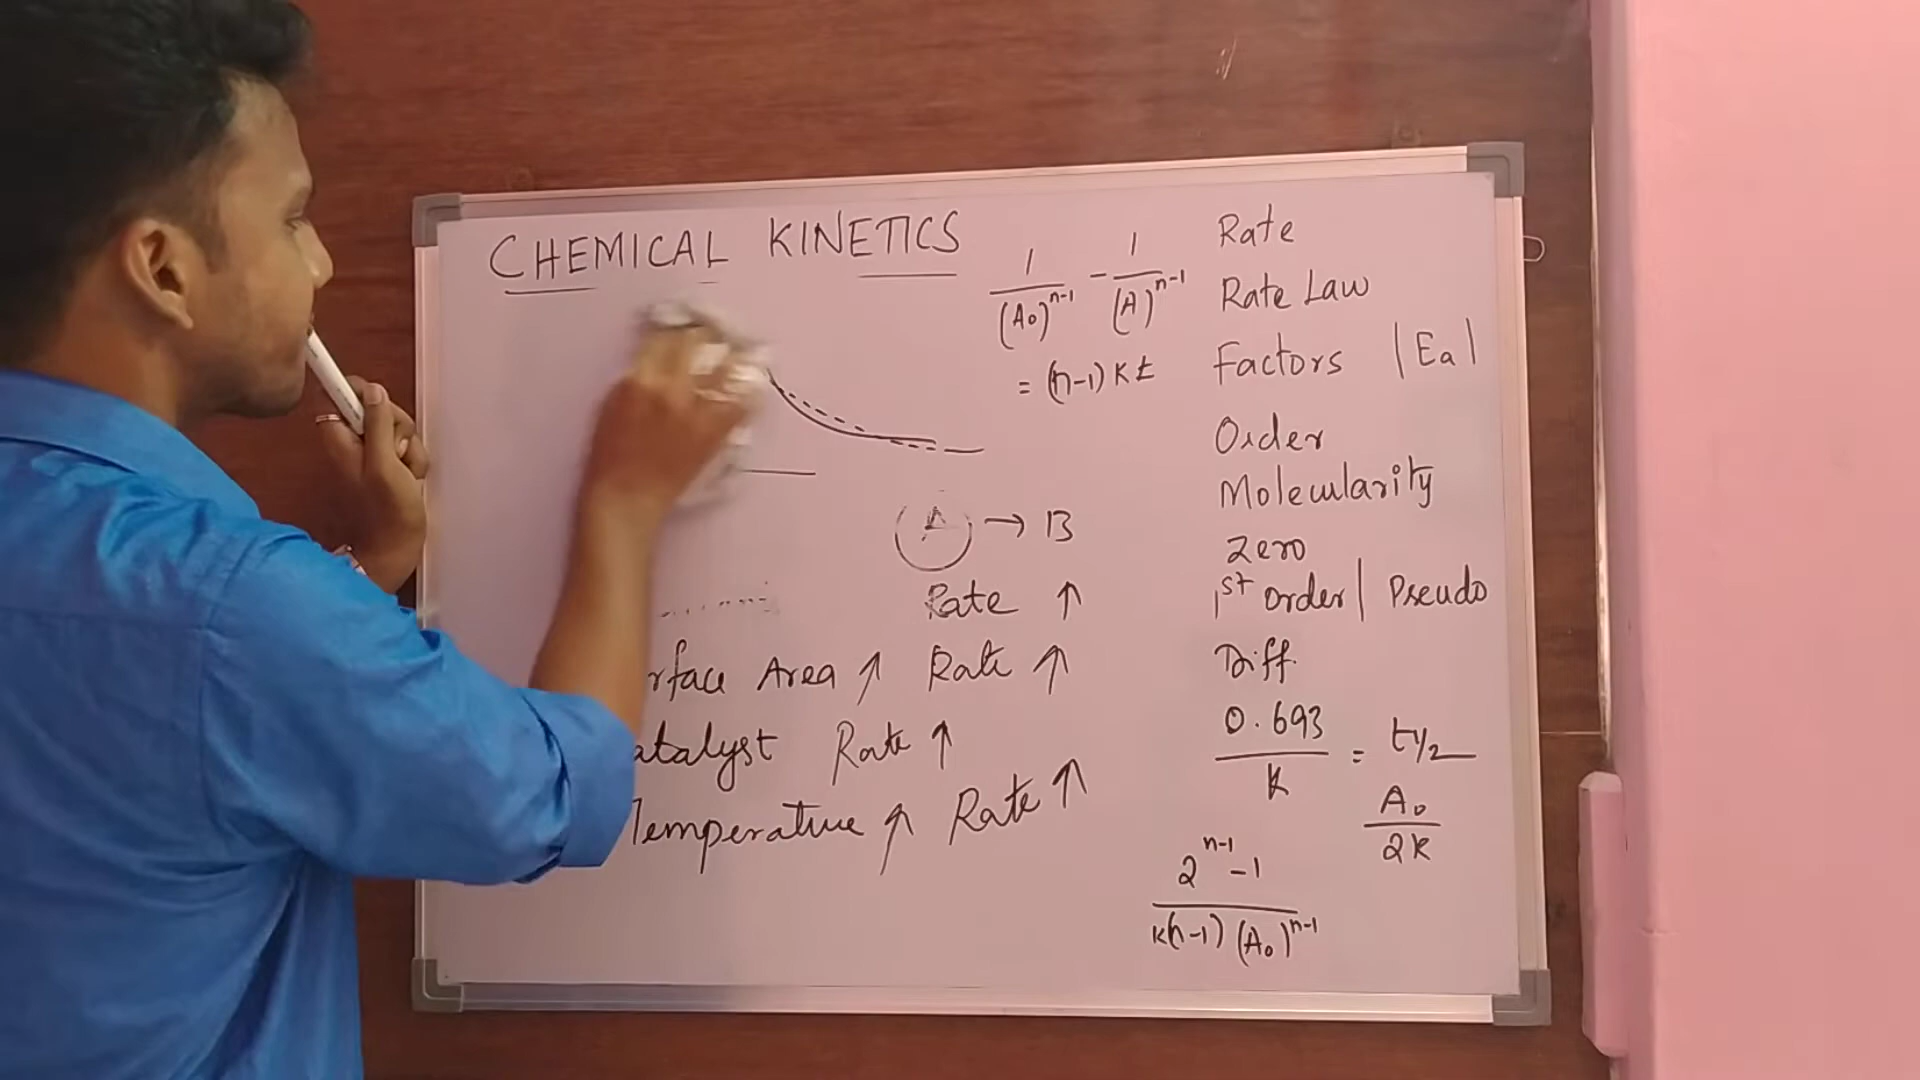 CHEMICAL KINETICS
1/(A₀)ⁿ⁻¹ - 1/(A)ⁿ⁻¹
= (n-1) K t
A → B
Rate ↑
rface Area ↑ Rate ↑
atalyst Rate ↑
Temperature ↑ Rate ↑
Rate
Rate Law
Factors |Ea|
Order
Molecularity
Zero
1st order | Pseudo
Diff.
0.693/K = t1/2
A₀/2K
2ⁿ⁻¹-1
K(n-1) (A₀)ⁿ⁻¹